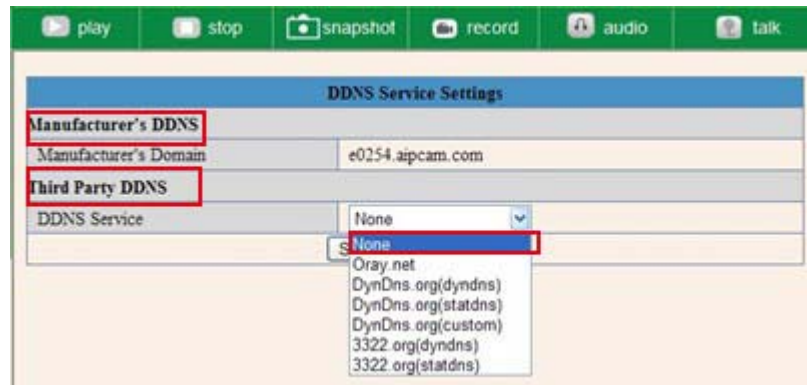 play stop snapshot record audio talk
DDNS Service Settings
Manufacturer's DDNS
Manufacturer's Domain e0254.aipcam.com
Third Party DDNS
DDNS Service None
None
Oray.net
DynDns.org(dyndns)
DynDns.org(statdns)
DynDns.org(custom)
3322.org(dyndns)
3322.org(statdns)